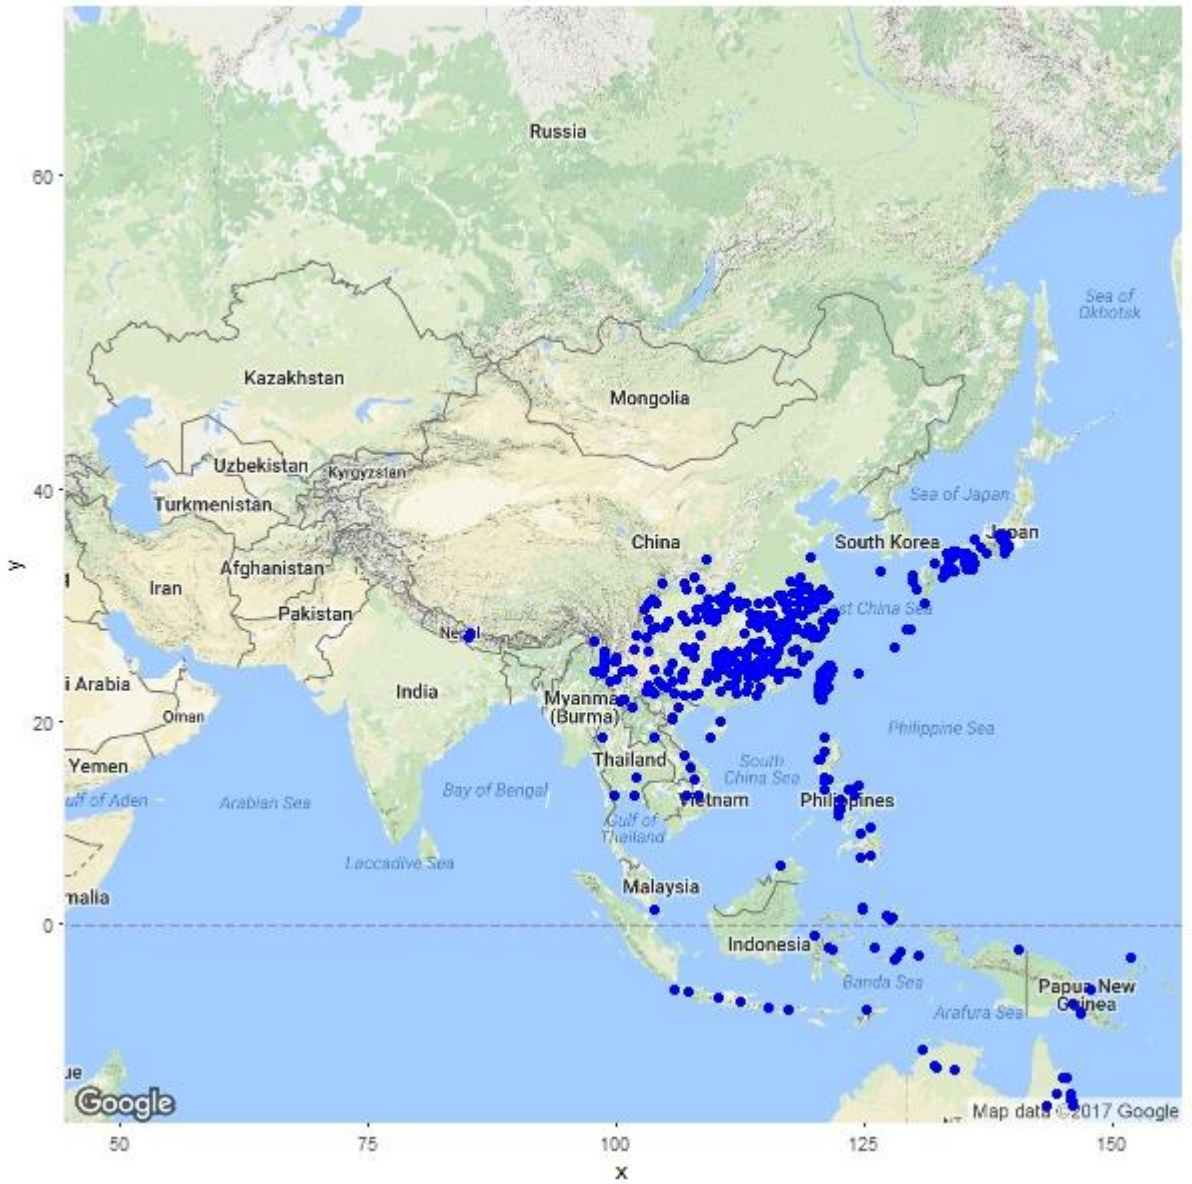 Russia
60
Sea of
Okhotsk
Kazakhstan
Mongolia
Uzbekistan
Kyrgyzstan
40
Turkmenistan
Sea of Japan
Japan
China
South Korea
Afghanistan
Iran
Pakistan
East China Sea
Nepal
y
i Arabia
India
Myanmar
(Burma)
Oman
20
Philippine Sea
Yemen
Thailand
South
China Sea
Gulf of Aden
Arabian Sea
Bay of Bengal
Vietnam
Philippines
Gulf of
Thailand
Laccadive Sea
malia
Malaysia
0
Indonesia
Banda Sea
Papua New
Guinea
Arafura Sea
ue
Google
Map data ©2017 Google
50
75
100
125
150
x